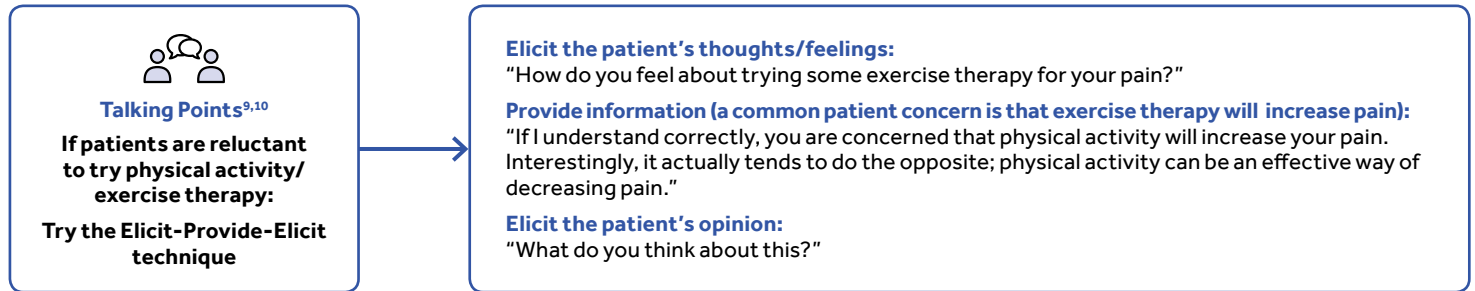 Talking Points9,10
If patients are reluctant
to try physical activity/
exercise therapy:
Try the Elicit-Provide-Elicit
technique
Elicit the patient’s thoughts/feelings:
“How do you feel about trying some exercise therapy for your pain?”
Provide information (a common patient concern is that exercise therapy will increase pain):
“If I understand correctly, you are concerned that physical activity will increase your pain.
Interestingly, it actually tends to do the opposite; physical activity can be an effective way of
decreasing pain.”
Elicit the patient’s opinion:
“What do you think about this?”